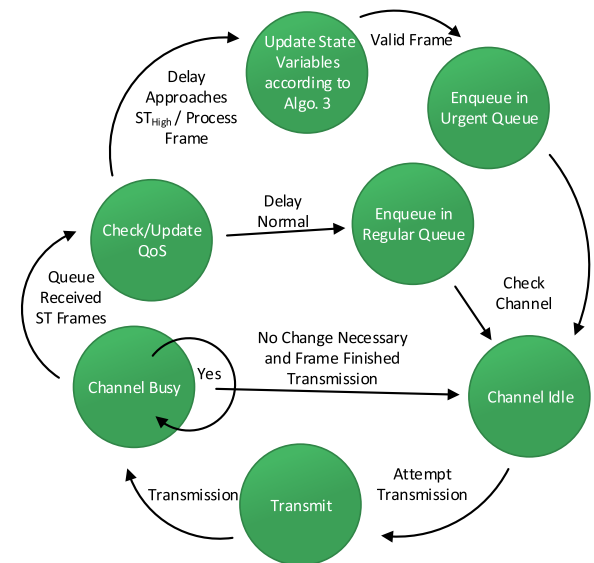 Update State
Variables
according to
Algo. 3
Valid Frame
Enqueue in
Urgent Queue
Delay
Approaches
STHigh / Process
Frame
Check/Update
QoS
Delay
Normal
Enqueue in
Regular Queue
Check
Channel
Queue
Received
ST Frames
Channel Busy
Yes
No Change Necessary
and Frame Finished
Transmission
Channel Idle
Attempt
Transmission
Transmit
Transmission